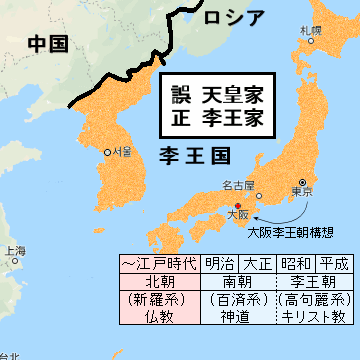 ロシア
中国
札幌
誤 天皇家
正 李王家
서울
李王国
名古屋
東京
大阪
大阪李王朝構想
上海
～江戸時代 明治 大正 昭和 平成
北朝 南朝 李王朝
(新羅系) (百済系) (高句麗系)
仏教 神道 キリスト教
台北